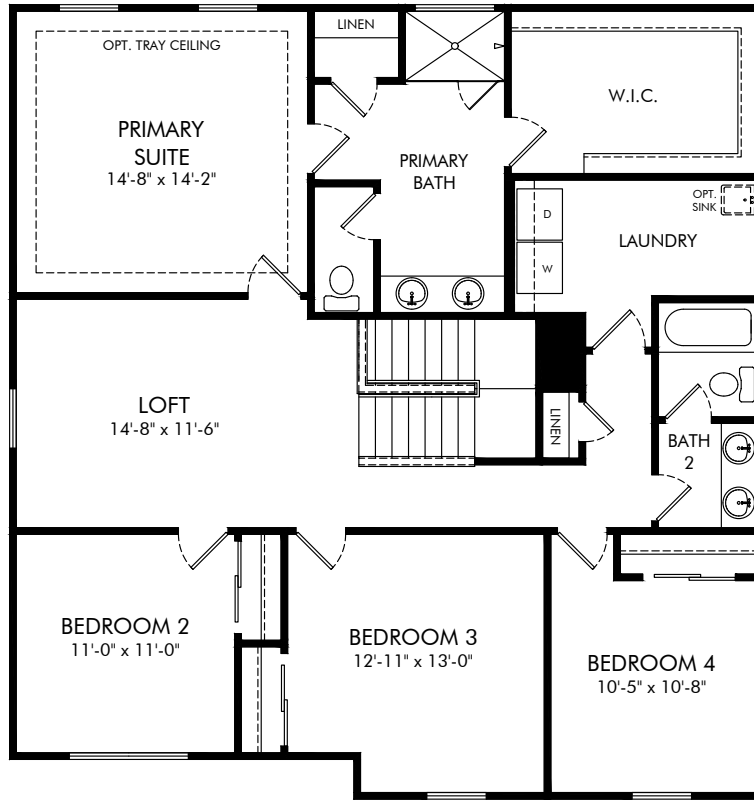 LINEN
OPT. TRAY CEILING
W.I.C.
PRIMARY
SUITE
14'-8" x 14'-2"
PRIMARY
BATH
OPT.
SINK
D
LAUNDRY
W
LOFT
14'-8" x 11'-6"
LINEN
BATH
2
BEDROOM 2
11'-0" x 11'-0"
BEDROOM 3
12'-11" x 13'-0"
BEDROOM 4
10'-5" x 10'-8"